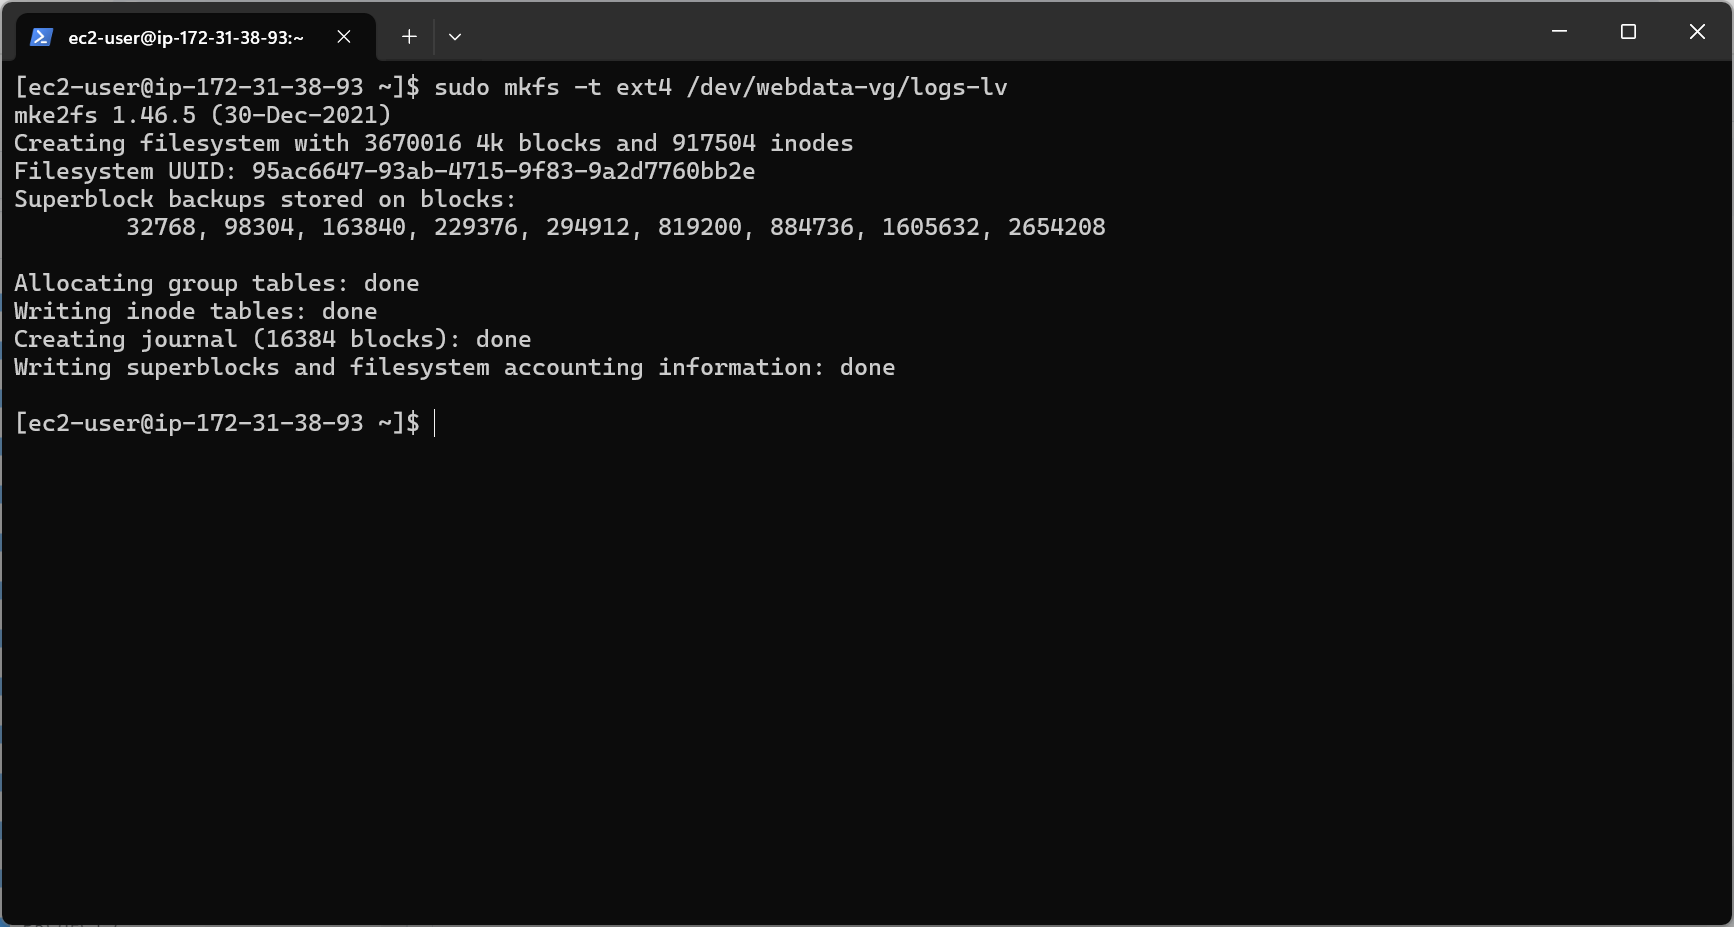 ec2-user@ip-172-31-38-93:~
[ec2-user@ip-172-31-38-93 ~]$ sudo mkfs -t ext4 /dev/webdata-vg/logs-lv
mke2fs 1.46.5 (30-Dec-2021)
Creating filesystem with 3670016 4k blocks and 917504 inodes
Filesystem UUID: 95ac6647-93ab-4715-9f83-9a2d7760bb2e
Superblock backups stored on blocks:
32768, 98304, 163840, 229376, 294912, 819200, 884736, 1605632, 2654208
Allocating group tables: done
Writing inode tables: done
Creating journal (16384 blocks): done
Writing superblocks and filesystem accounting information: done
[ec2-user@ip-172-31-38-93 ~]$